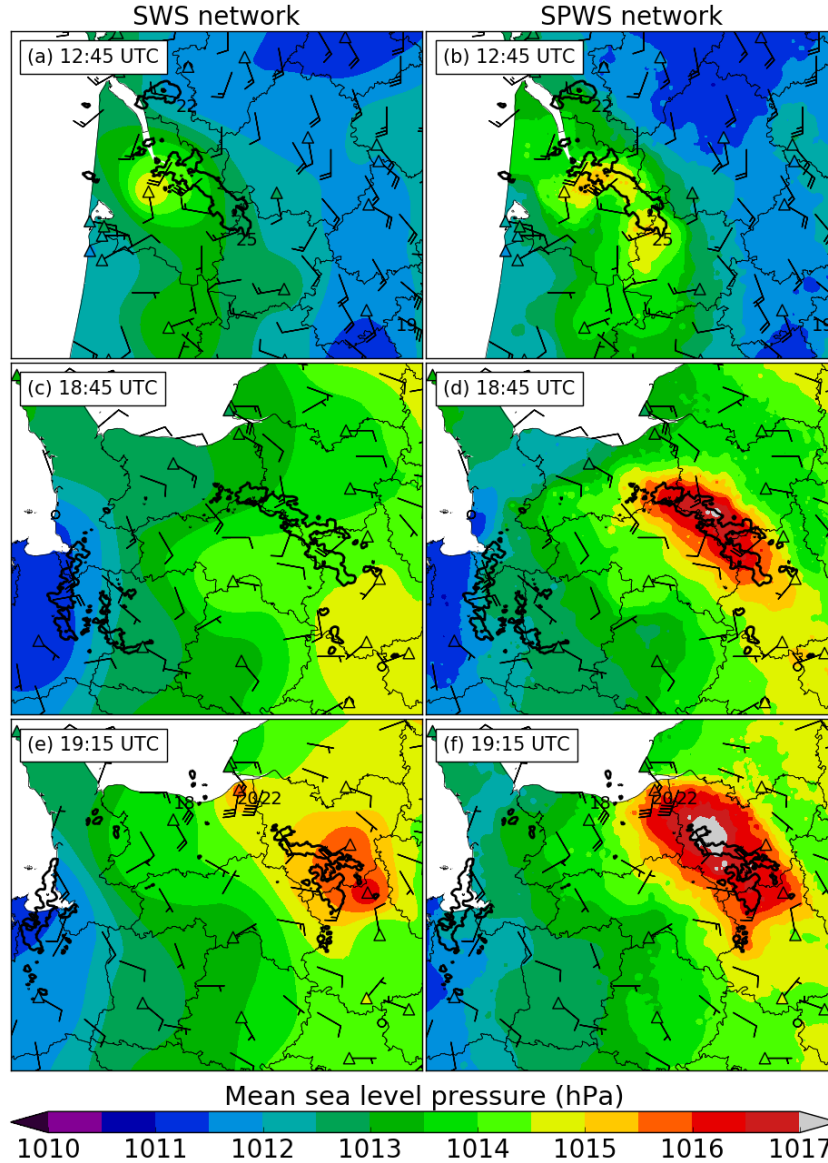 SWS network SPWS network
(a) 12:45 UTC (b) 12:45 UTC
22 22
25 25
19 19
(c) 18:45 UTC (d) 18:45 UTC
(e) 19:15 UTC (f) 19:15 UTC
18 20/22 18 20/22
Mean sea level pressure (hPa)
1010 1011 1012 1013 1014 1015 1016 1017